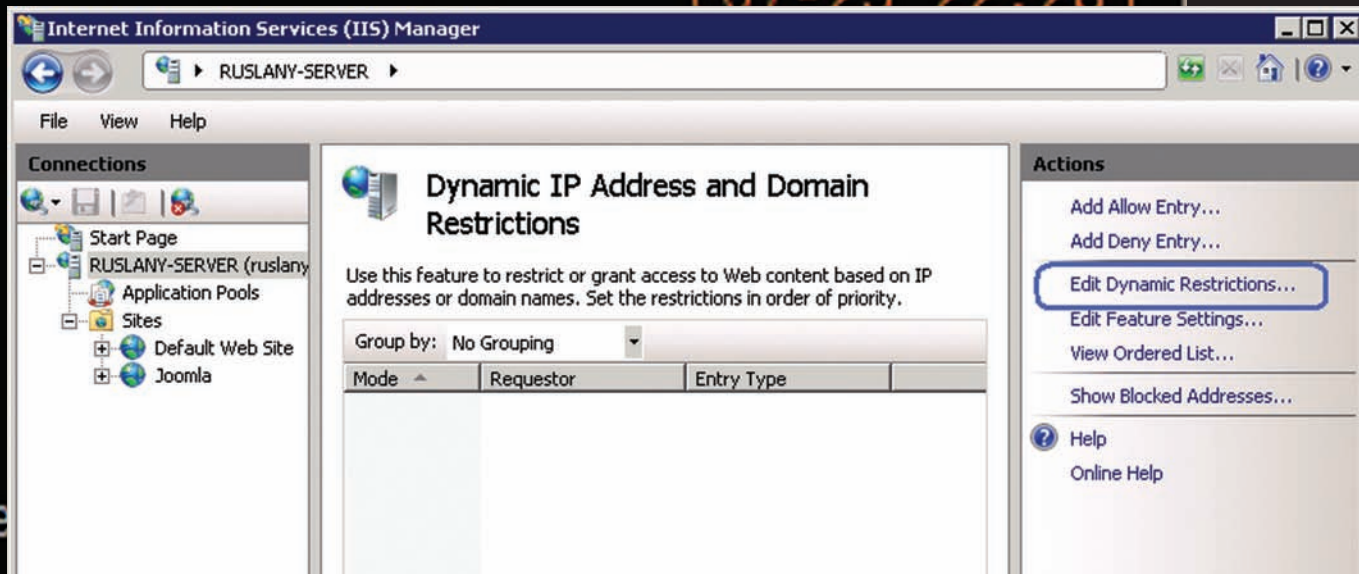 Internet Information Services (IIS) Manager
RUSLANY-SERVER
File View Help
Connections
Start Page
RUSLANY-SERVER (ruslany
Application Pools
Sites
Default Web Site
Joomla
Dynamic IP Address and Domain
Restrictions
Use this feature to restrict or grant access to Web content based on IP
addresses or domain names. Set the restrictions in order of priority.
Group by: No Grouping
Mode Requestor Entry Type
Actions
Add Allow Entry...
Add Deny Entry...
Edit Dynamic Restrictions...
Edit Feature Settings...
View Ordered List...
Show Blocked Addresses...
Help
Online Help